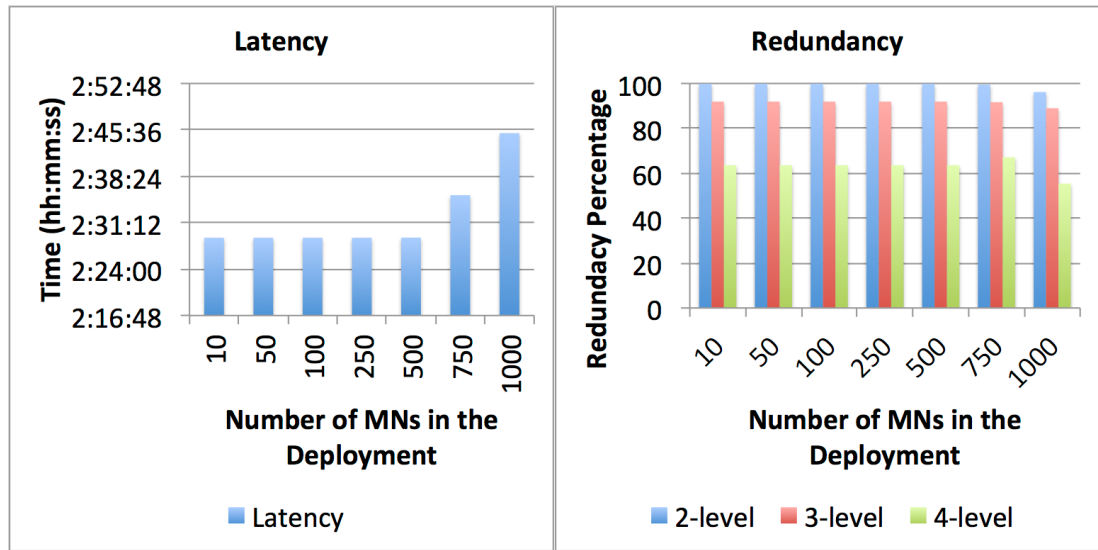 Latency
2:52:48
2:45:36
2:38:24
2:31:12
2:24:00
2:16:48
Time (hh:mm:ss)
10 50 100 250 500 750 1000
Number of MNs in the
Deployment
Latency
Redundancy
100
80
60
40
20
0
Redundacy Percentage
10 50 100 250 500 750 1000
Number of MNs in the
Deployment
2-level 3-level 4-level